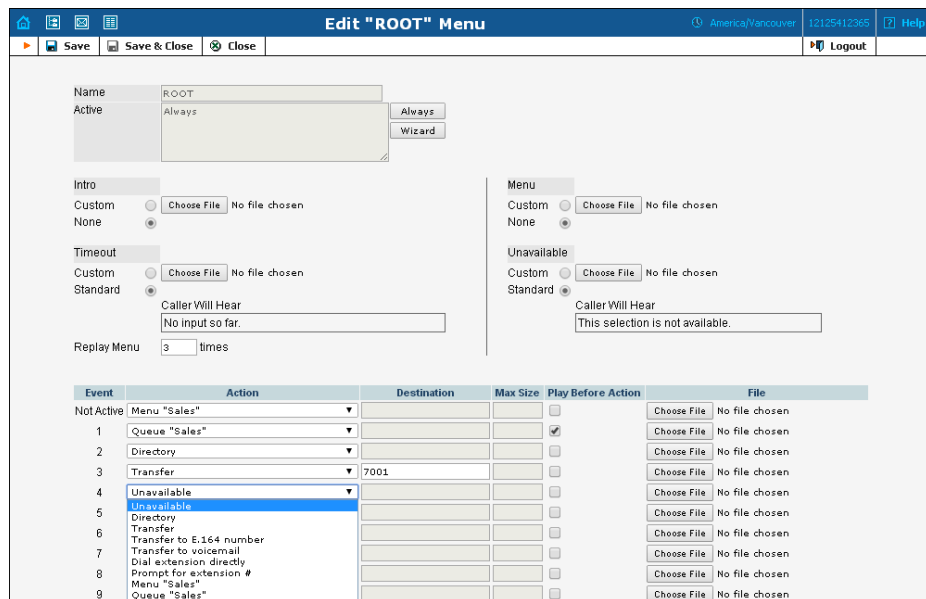 Edit "ROOT" Menu America/Vancouver 12125412365 ? Help
Save Save & Close Close Logout
Name ROOT
Active Always Always
Wizard
Intro Menu
Custom Choose File No file chosen Custom Choose File No file chosen
None None
Timeout Unavailable
Custom Choose File No file chosen Custom Choose File No file chosen
Standard Standard
Caller Will Hear Caller Will Hear
No input so far. This selection is not available.
Replay Menu 3 times
Event Action Destination Max Size Play Before Action File
Not Active Menu "Sales" Choose File No file chosen
1 Queue "Sales" Choose File No file chosen
2 Directory Choose File No file chosen
3 Transfer 7001 Choose File No file chosen
4 Unavailable Choose File No file chosen
Unavailable
5 Choose File No file chosen
Directory
Transfer
6 Choose File No file chosen
Transfer to E.164 number
Transfer to voicemail
7 Choose File No file chosen
Dial extension directly
Prompt for extension #
8 Choose File No file chosen
Menu "Sales"
Queue "Sales"
9 Choose File No file chosen